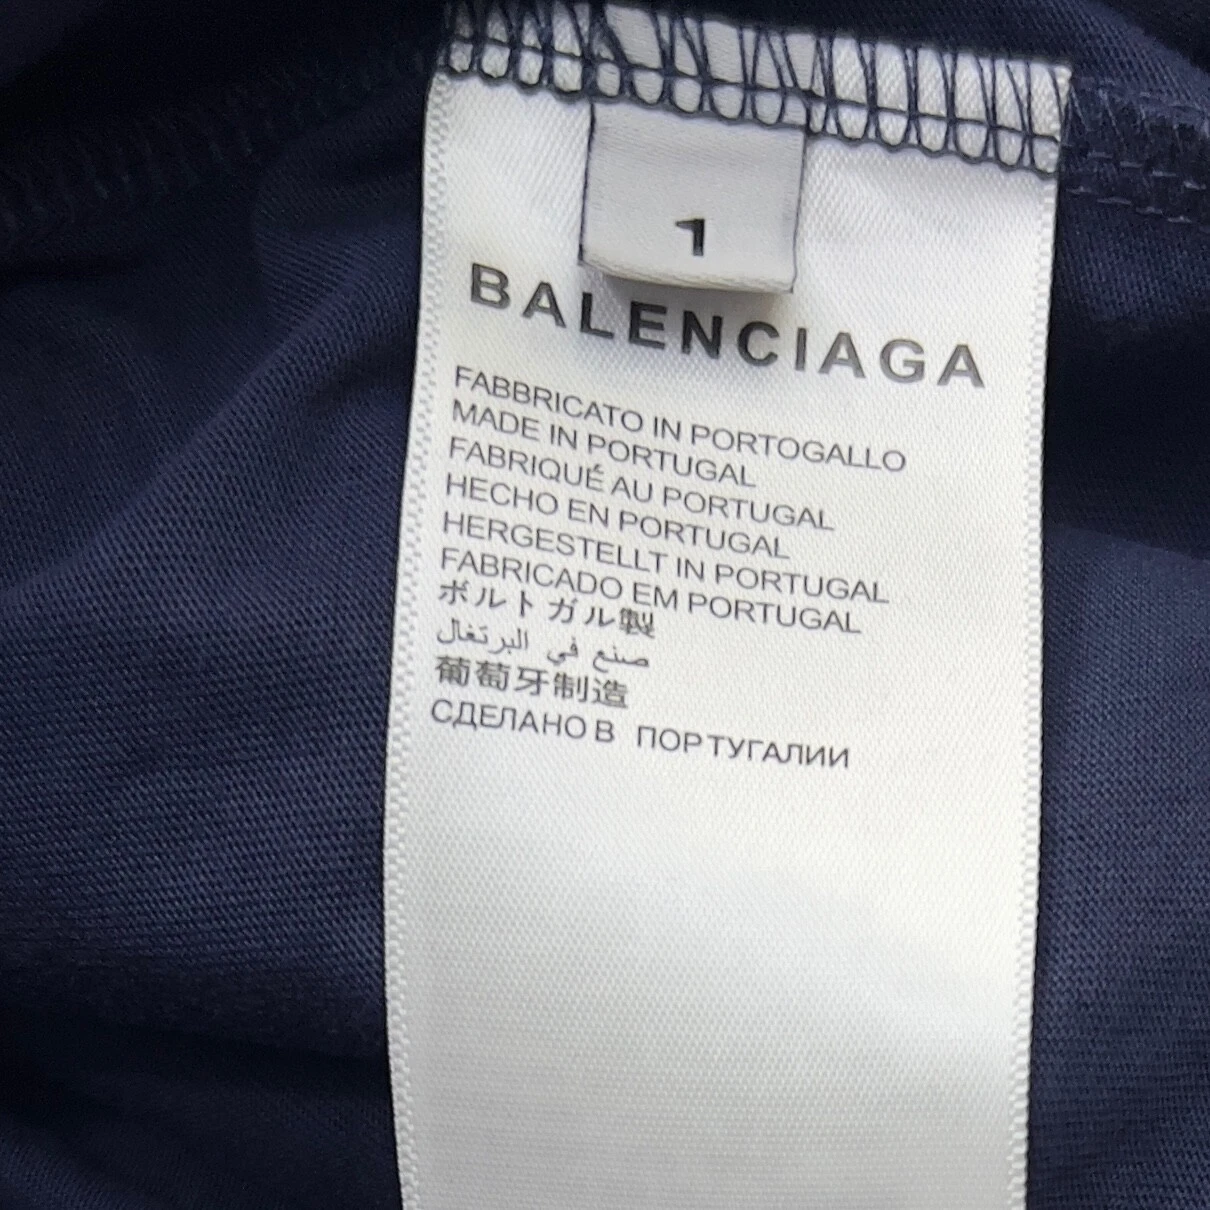 1
BALENCIAGA
FABBRICATO IN PORTOGALLO
MADE IN PORTUGAL
FABRIQUÉ AU PORTUGAL
HECHO EN PORTUGAL
HERGESTELLT IN PORTUGAL
FABRICADO EM PORTUGAL
ボルトガル製
صنع في البرتغال
葡萄牙制造
СДЕЛАНО В ПОРТУГАЛИИ